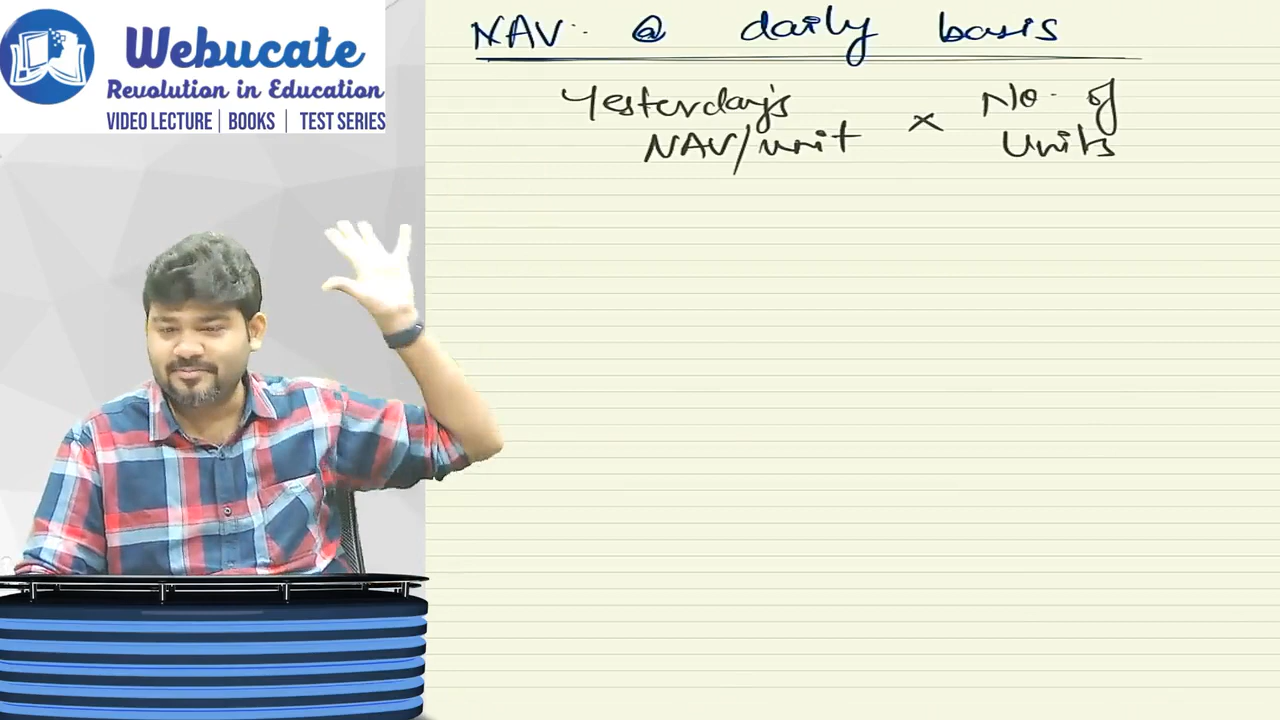 Webucate
Revolution in Education
VIDEO LECTURE | BOOKS | TEST SERIES
NAV: @ daily basis
Yesterday's
NAV/unit × No. of
Units